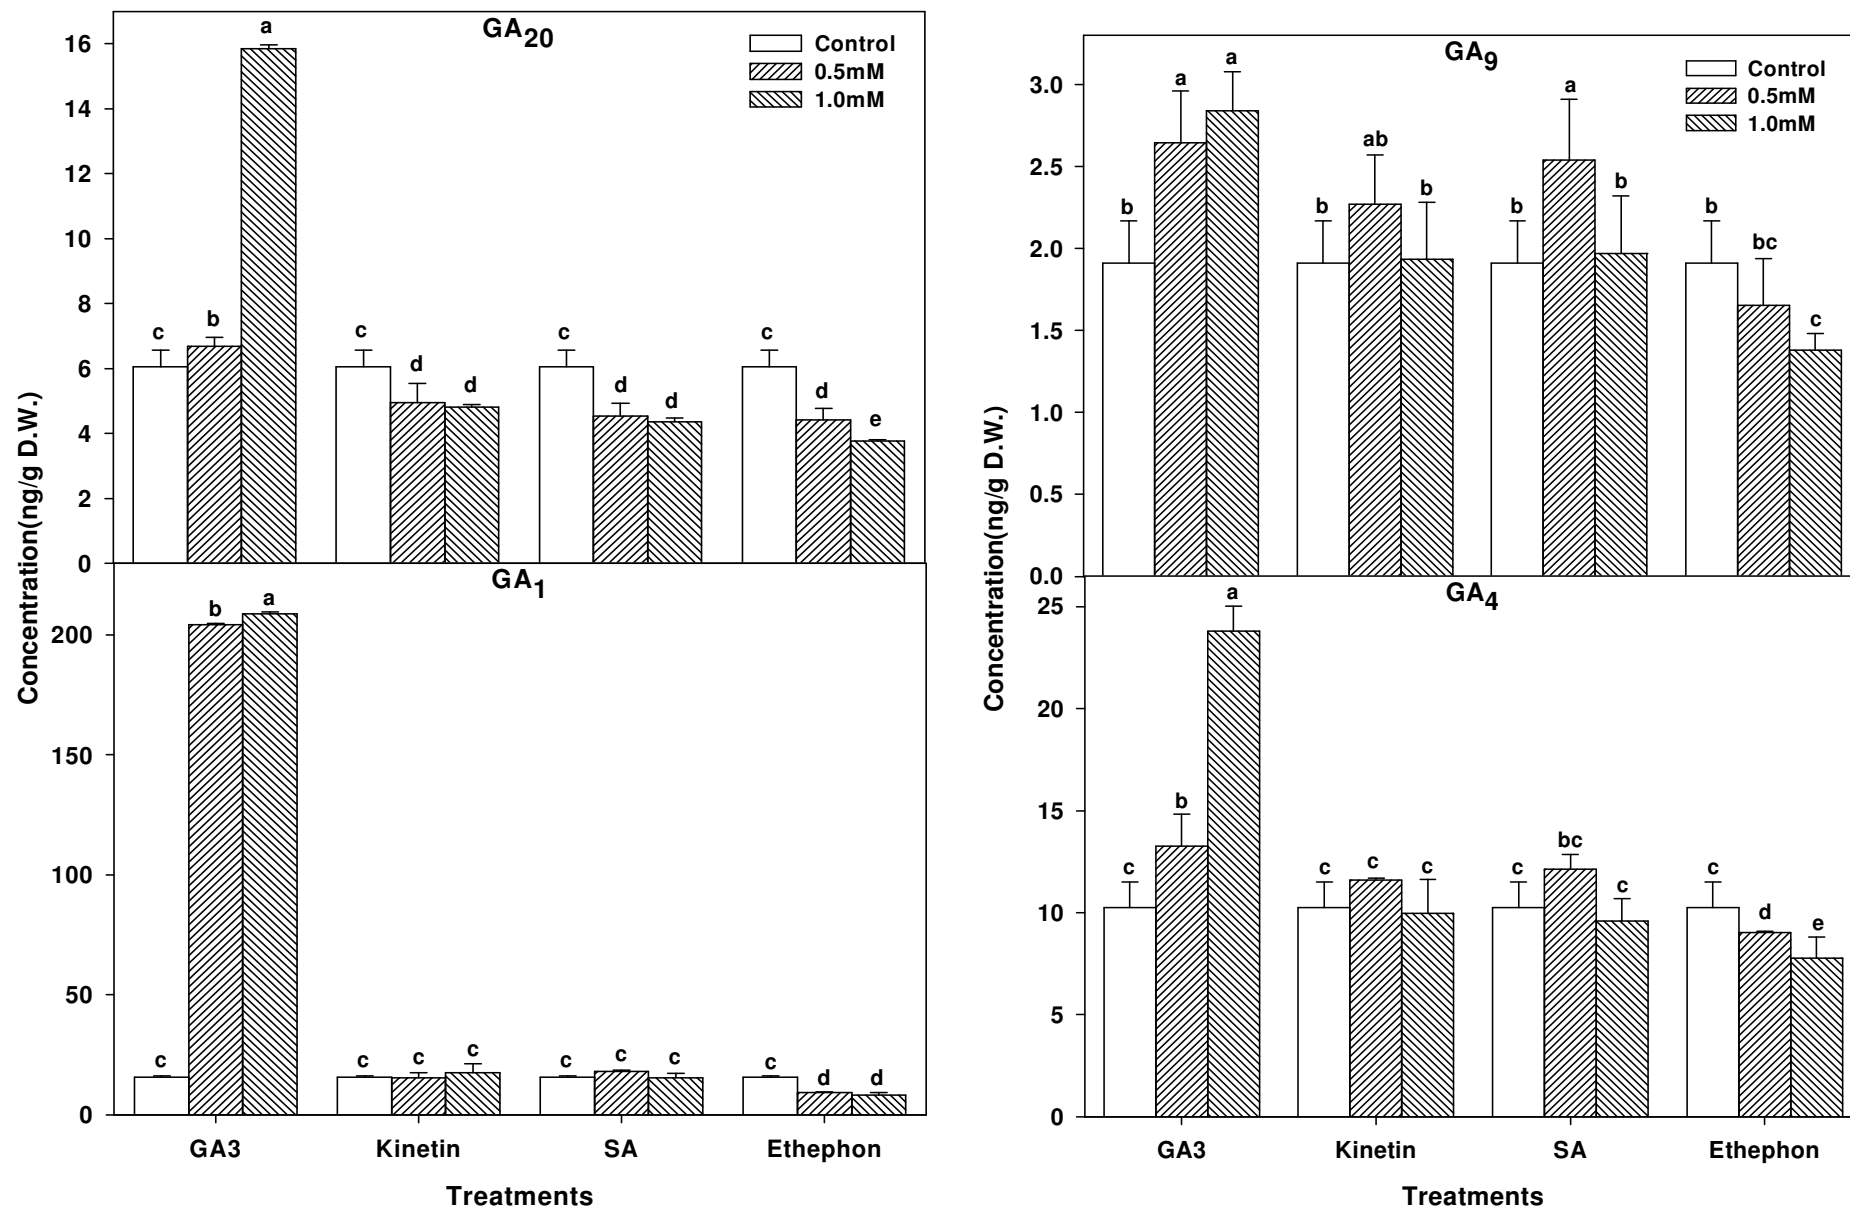 GA20
Control
0.5mM
1.0mM
16
14
12
10
8
6
4
2
0
a
c
b
c
d
d
c
d
d
c
d
e
Concentration(ng/g D.W.)
GA1
200
150
100
50
0
c
b
a
c
c
c
c
c
c
c
d
d
GA3
Kinetin
SA
Ethephon
Treatments
GA9
Control
0.5mM
1.0mM
3.0
2.5
2.0
1.5
1.0
0.5
0.0
b
a
a
b
ab
b
b
a
b
b
bc
c
Concentration(ng/g D.W.)
GA4
25
20
15
10
5
0
c
b
a
c
c
c
c
bc
c
c
d
e
GA3
Kinetin
SA
Ethephon
Treatments